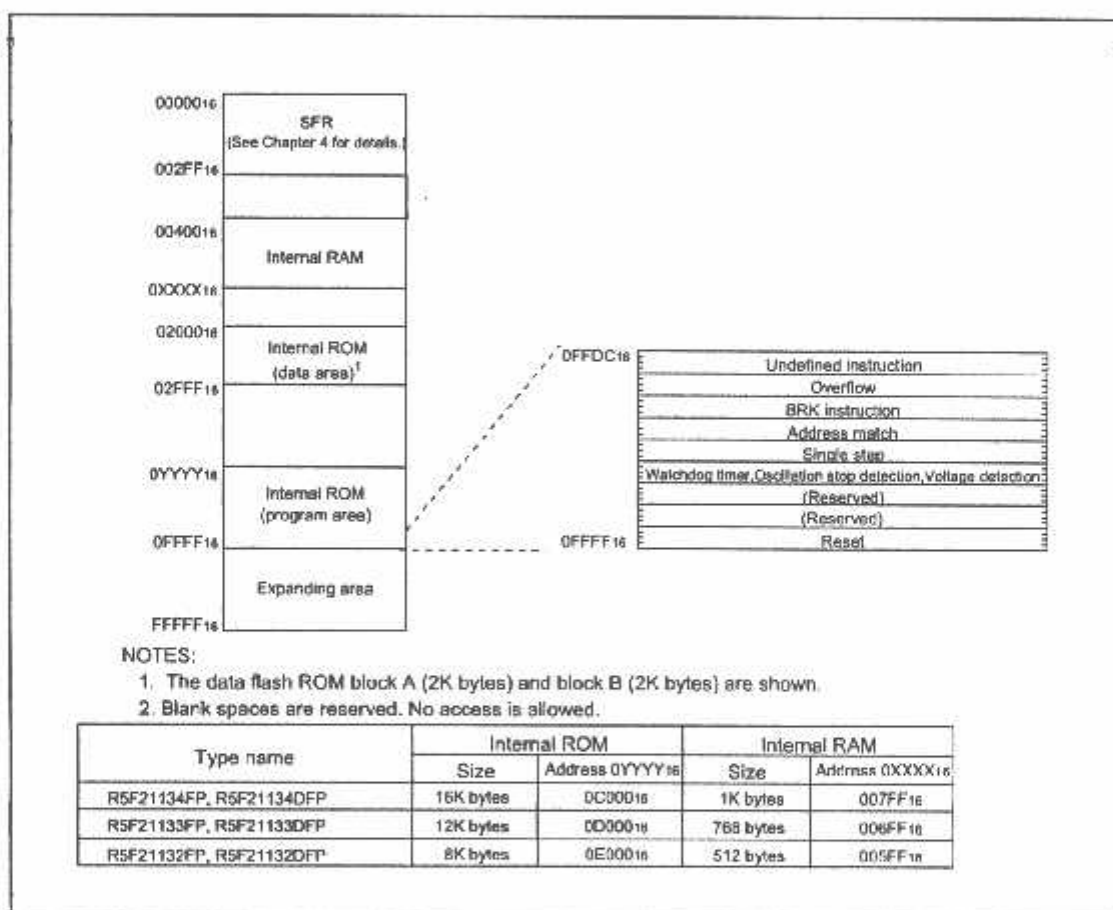 0000016
SFR
(See Chapter 4 for details.)
002FF16
0040016
Internal RAM
0XXXX16
0200016
Internal ROM
(data area)1
02FFF16
0YYYY16
Internal ROM
(program area)
0FFFF16
Expanding area
FFFFF16
0FFDC16
Undefined instruction
Overflow
BRK instruction
Address match
Single step
Watchdog timer,Oscillation stop detection,Voltage detection
(Reserved)
(Reserved)
0FFFF16
Reset
NOTES:
1. The data flash ROM block A (2K bytes) and block B (2K bytes) are shown.
2. Blank spaces are reserved. No access is allowed.
Type name Internal ROM Internal RAM
Size Address 0YYYY16 Size Address 0XXXX16
R5F21134FP, R5F21134DFP 16K bytes 0C00016 1K bytes 007FF16
R5F21133FP, R5F21133DFP 12K bytes 0D00016 768 bytes 006FF16
R5F21132FP, R5F21132DFP 8K bytes 0E00016 512 bytes 005FF16